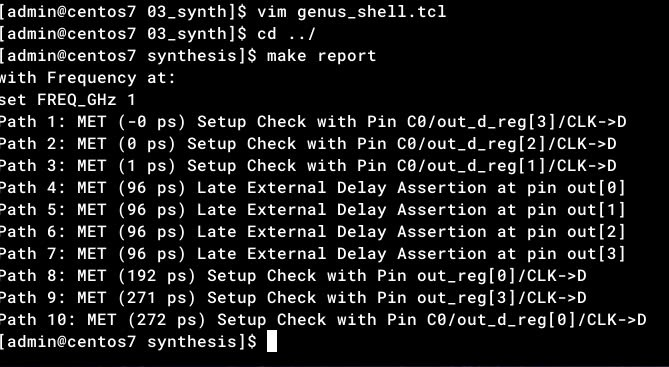 [admin@centos7 03_synth]$ vim genus_shell.tcl
[admin@centos7 03_synth]$ cd ../
[admin@centos7 synthesis]$ make report
with Frequency at:
set FREQ_GHz 1
Path 1: MET (-0 ps) Setup Check with Pin C0/out_d_reg[3]/CLK->D
Path 2: MET (0 ps) Setup Check with Pin C0/out_d_reg[2]/CLK->D
Path 3: MET (1 ps) Setup Check with Pin C0/out_d_reg[1]/CLK->D
Path 4: MET (96 ps) Late External Delay Assertion at pin out[0]
Path 5: MET (96 ps) Late External Delay Assertion at pin out[1]
Path 6: MET (96 ps) Late External Delay Assertion at pin out[2]
Path 7: MET (96 ps) Late External Delay Assertion at pin out[3]
Path 8: MET (192 ps) Setup Check with Pin out_reg[0]/CLK->D
Path 9: MET (271 ps) Setup Check with Pin out_reg[3]/CLK->D
Path 10: MET (272 ps) Setup Check with Pin C0/out_d_reg[0]/CLK->D
[admin@centos7 synthesis]$